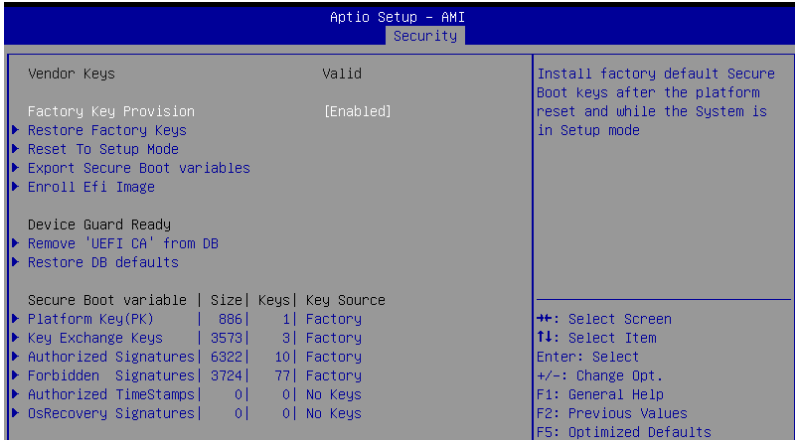 Aptio Setup – AMI
Security
Vendor Keys Valid
Factory Key Provision [Enabled]
Restore Factory Keys
Reset To Setup Mode
Export Secure Boot variables
Enroll Efi Image
Device Guard Ready
Remove 'UEFI CA' from DB
Restore DB defaults
Secure Boot variable | Size| Keys| Key Source
Platform Key(PK) | 886| 1| Factory
Key Exchange Keys | 3573| 3| Factory
Authorized Signatures| 6322| 10| Factory
Forbidden Signatures| 3724| 77| Factory
Authorized TimeStamps| 0| 0| No Keys
OsRecovery Signatures| 0| 0| No Keys
Install factory default Secure
Boot keys after the platform
reset and while the System is
in Setup mode
→←: Select Screen
↑↓: Select Item
Enter: Select
+/-: Change Opt.
F1: General Help
F2: Previous Values
F5: Optimized Defaults